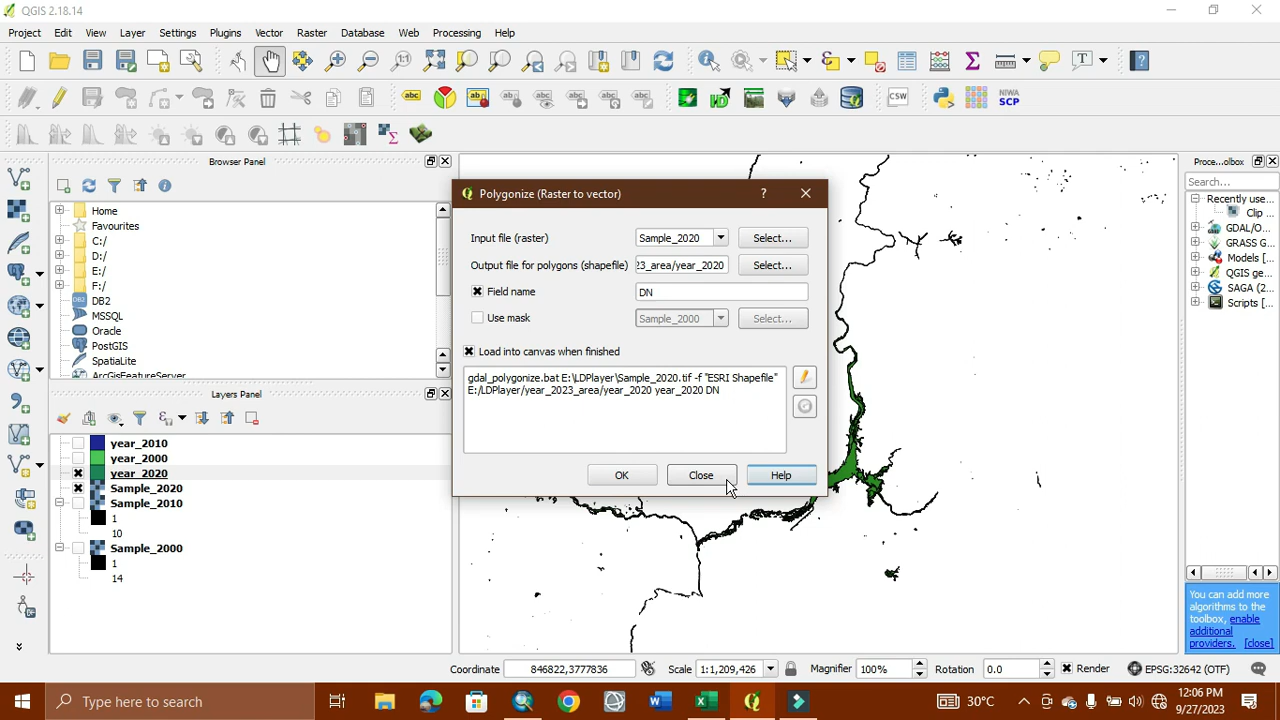 QGIS 2.18.14
Project Edit View Layer Settings Plugins Vector Raster Database Web Processing Help
CSW
NIWA
SCP
Browser Panel
Home
Favourites
C:/
D:/
E:/
F:/
DB2
MSSQL
Oracle
PostGIS
SpatiaLite
ArcGisFeatureServer
Layers Panel
year_2010
year_2000
year_2020
Sample_2020
Sample_2010
1
10
Sample_2000
1
14
Polygonize (Raster to vector)
Input file (raster) Sample_2020 Select...
Output file for polygons (shapefile) 23_area/year_2020 Select...
Field name DN
Use mask Sample_2000 Select...
Load into canvas when finished
gdal_polygonize.bat E:\LDPlayer\Sample_2020.tif -f "ESRI Shapefile"
E:/LDPlayer/year_2023_area/year_2020 year_2020 DN
OK Close Help
Proce...olbox
Search...
Recently use...
Clip ...
GDAL/O...
GRASS G...
Models [...
QGIS ge...
SAGA (2...
Scripts [...
You can add more
algorithms to the
toolbox, enable
additional
providers. [close]
Coordinate 846822,3777836 Scale 1:1,209,426 Magnifier 100% Rotation 0.0 Render EPSG:32642 (OTF)
Type here to search
30°C
12:06 PM
9/27/2023